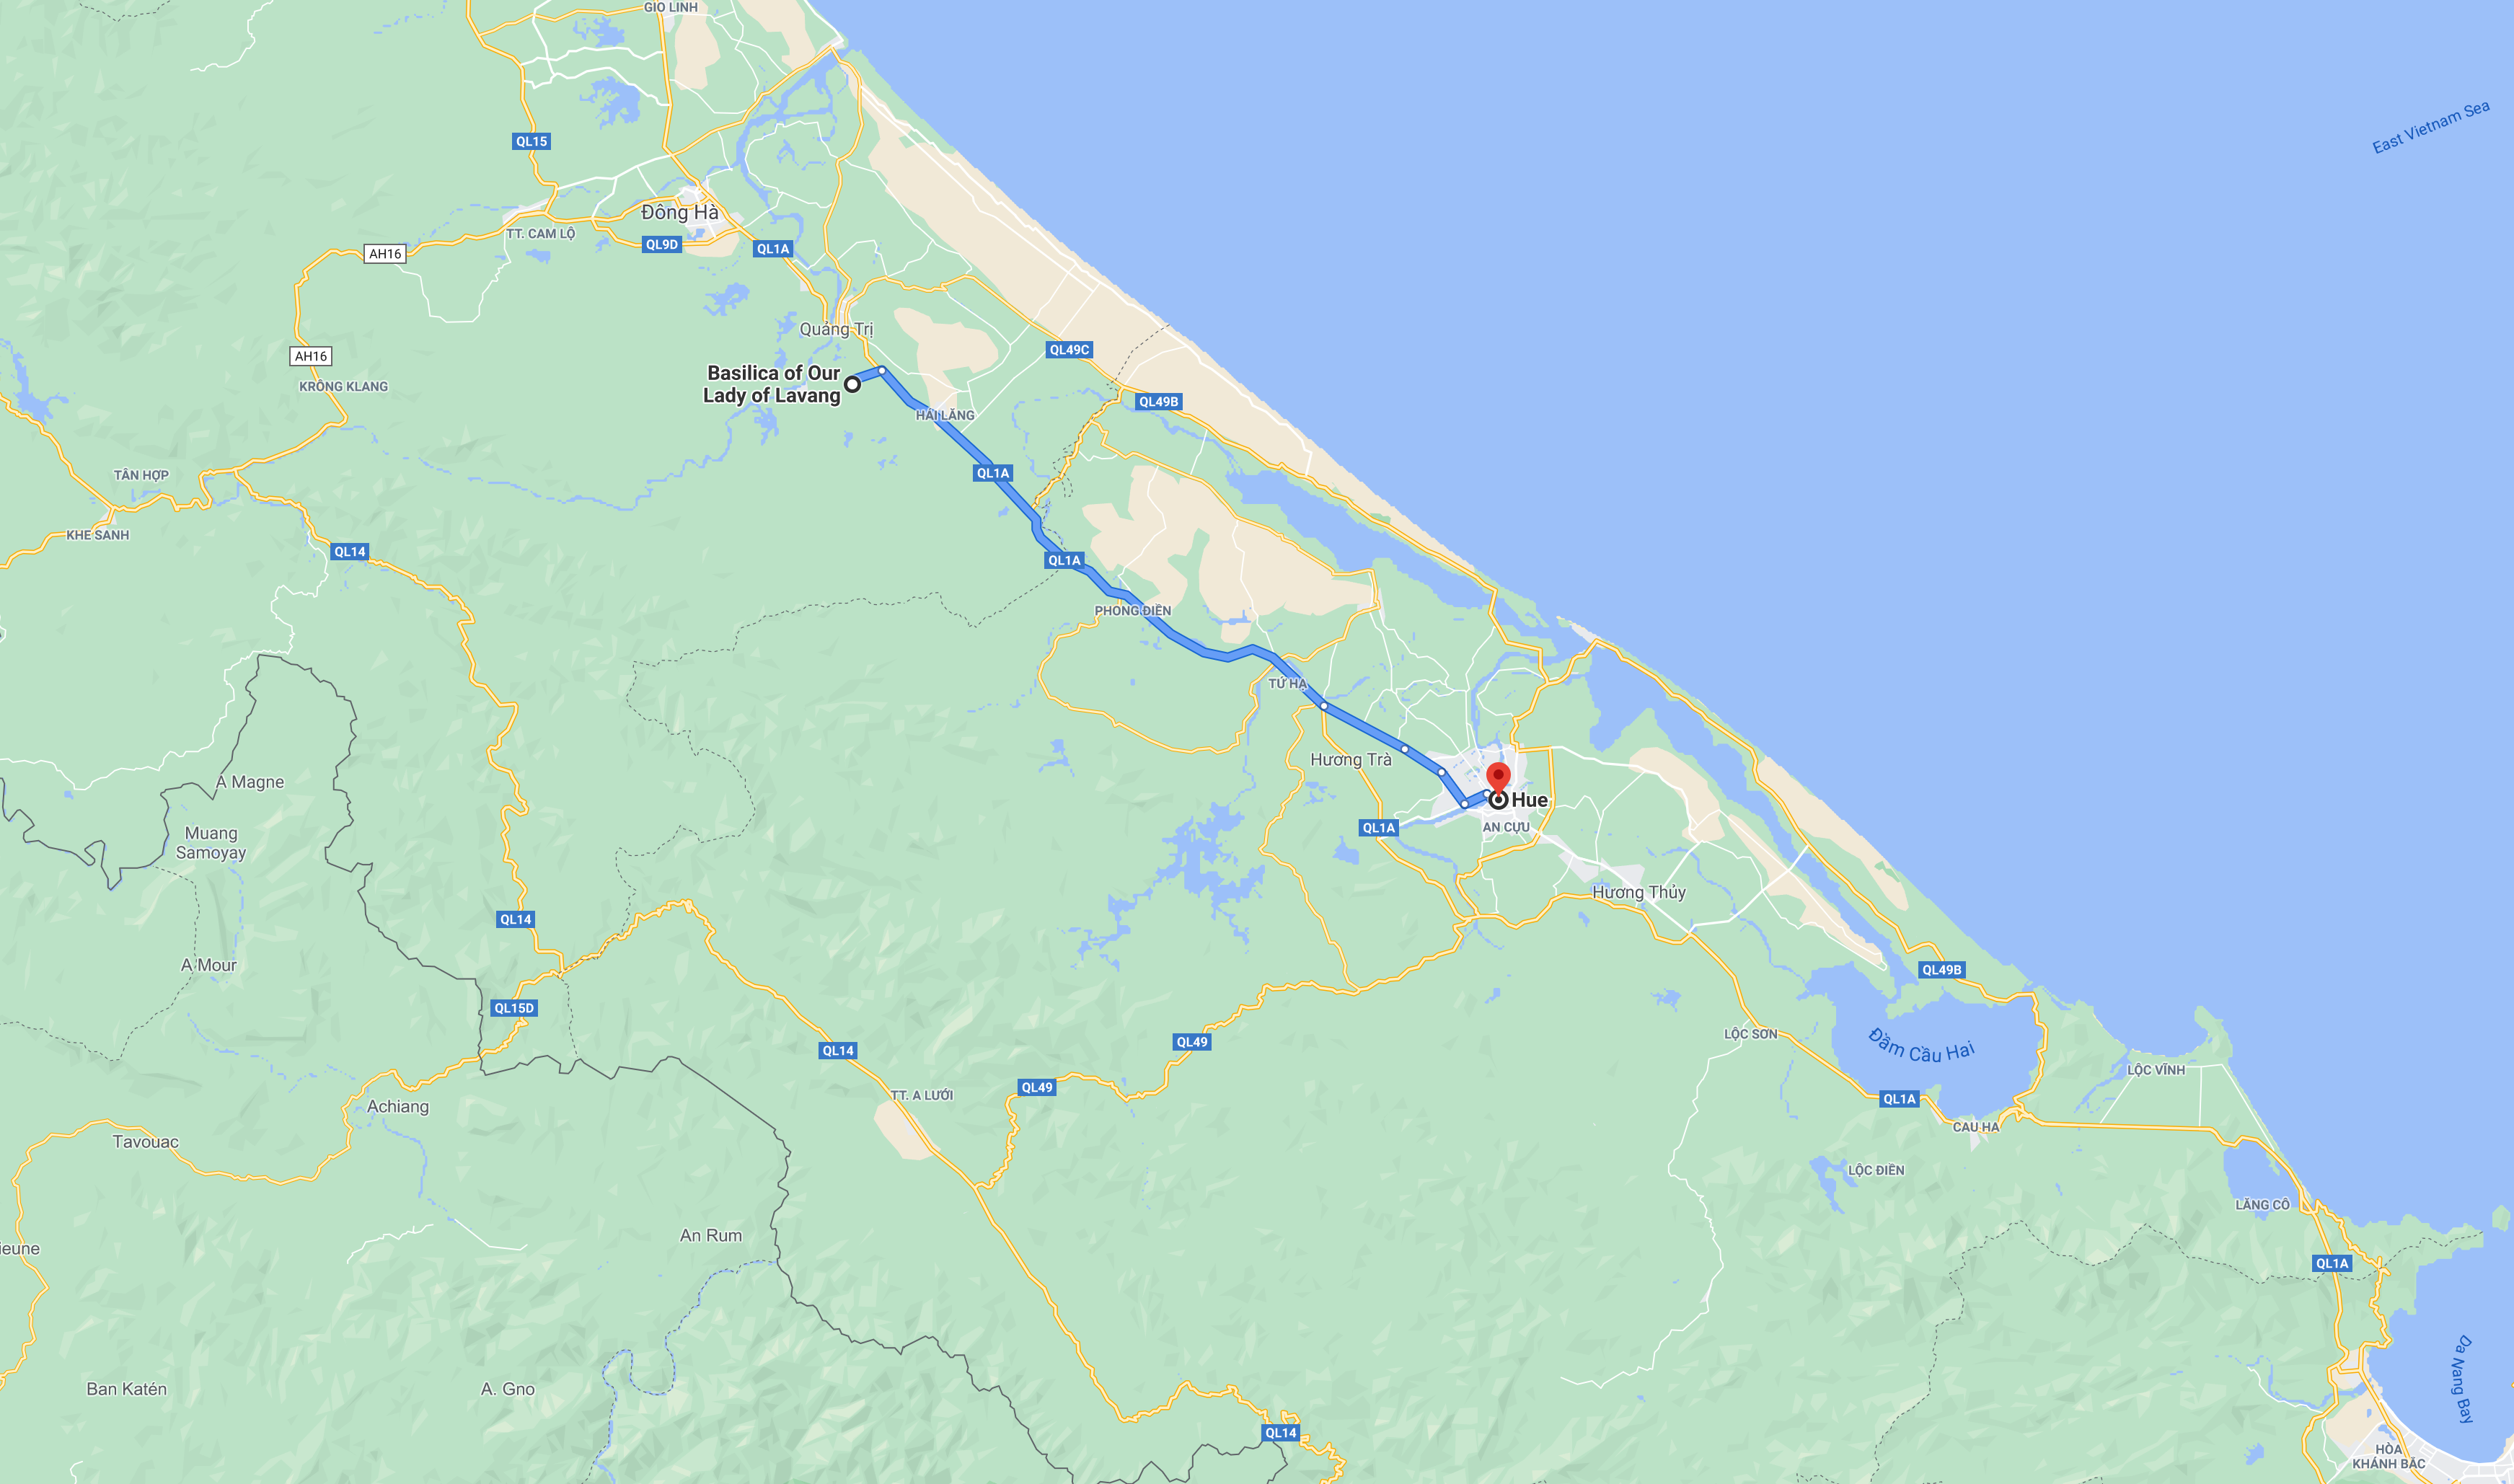 GIO LINH
East Vietnam Sea
QL15
Đông Hà
TT. CAM LỘ
QL9D
QL1A
AH16
Quảng Trị
QL49C
AH16
KRÔNG KLANG
Basilica of Our
Lady of Lavang
QL49B
HẢI LĂNG
TÂN HỢP
QL1A
KHE SANH
QL14
QL1A
PHONG ĐIỀN
TỨ HẠ
Hương Trà
A Magne
Hue
QL1A
AN CỰU
Muang
Samoyay
Hương Thủy
QL14
A Mour
QL49B
QL15D
LỘC SƠN
Đầm Cầu Hai
QL49
QL14
LỘC VĨNH
QL49
TT. A LƯỚI
QL1A
Achiang
CAU HA
Tavouac
LỘC ĐIỀN
LĂNG CÔ
An Rum
ieune
QL1A
Da Nang Bay
Ban Katén
A. Gno
QL14
HÒA
KHÁNH BẮC